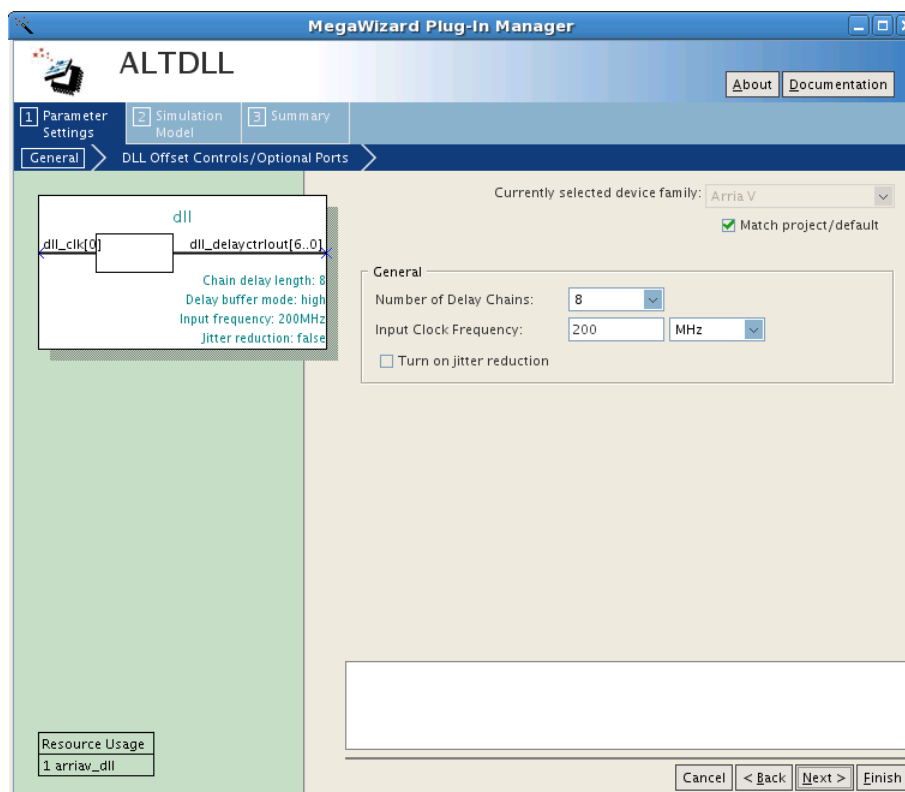 MegaWizard Plug-In Manager
ALTDLL
About Documentation
1 Parameter Settings
2 Simulation Model
3 Summary
General DLL Offset Controls/Optional Ports
Currently selected device family: Arria V
Match project/default
dll
dll_clk[0] dll_delayctrlout[6..0]
Chain delay length: 8
Delay buffer mode: high
Input frequency: 200MHz
Jitter reduction: false
General
Number of Delay Chains: 8
Input Clock Frequency: 200 MHz
Turn on jitter reduction
Resource Usage
1 arriav_dll
Cancel < Back Next > Finish